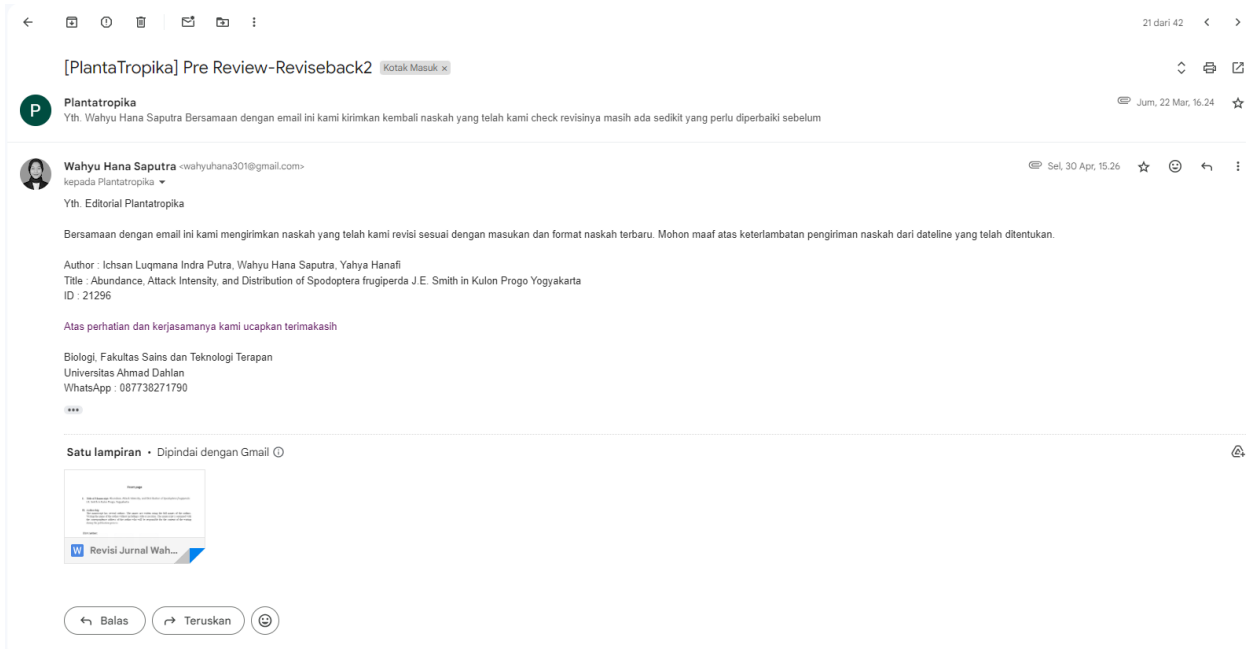 21 dari 42
[PlantaTropika] Pre Review-Reviseback2 Kotak Masuk ×
P
Plantatropika
Jum, 22 Mar, 16.24
Yth. Wahyu Hana Saputra Bersamaan dengan email ini kami kirimkan kembali naskah yang telah kami check revisinya masih ada sedikit yang perlu diperbaiki sebelum
Wahyu Hana Saputra <wahyuhana301@gmail.com>
Sel, 30 Apr, 15.26
kepada Plantatropika
Yth. Editorial Plantatropika
Bersamaan dengan email ini kami mengirimkan naskah yang telah kami revisi sesuai dengan masukan dan format naskah terbaru. Mohon maaf atas keterlambatan pengiriman naskah dari dateline yang telah ditentukan.
Author : Ichsan Luqmana Indra Putra, Wahyu Hana Saputra, Yahya Hanafi
Title : Abundance, Attack Intensity, and Distribution of Spodoptera frugiperda J.E. Smith in Kulon Progo Yogyakarta
ID : 21296
Atas perhatian dan kerjasamanya kami ucapkan terimakasih
Biologi, Fakultas Sains dan Teknologi Terapan
Universitas Ahmad Dahlan
WhatsApp : 087738271790
Satu lampiran • Dipindai dengan Gmail
W Revisi Jurnal Wah...
Balas
Teruskan